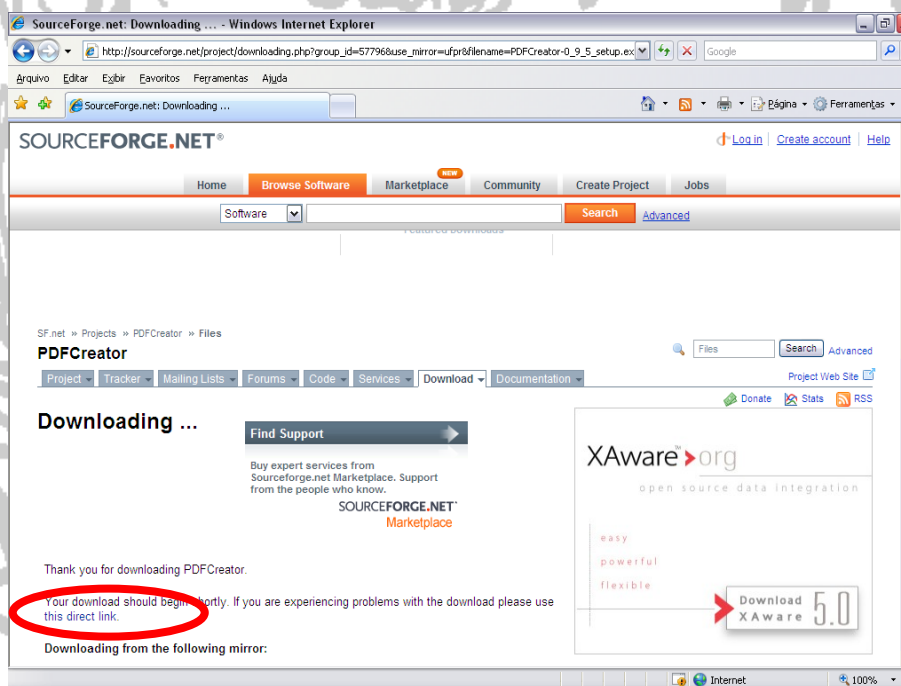 SourceForge.net: Downloading ... - Windows Internet Explorer
http://sourceforge.net/project/downloading.php?group_id=57796&use_mirror=ufpr&filename=PDFCreator-0_9_5_setup.ex
Google
Arquivo Editar Exibir Favoritos Ferramentas Ajuda
SourceForge.net: Downloading ...
Página Ferramentas
SOURCEFORGE.NET®
Log in Create account Help
NEW
Home Browse Software Marketplace Community Create Project Jobs
Software Search Advanced
Featured Downloads
SF.net » Projects » PDFCreator » Files
PDFCreator
Files Search Advanced
Project Tracker Mailing Lists Forums Code Services Download Documentation
Project Web Site
Donate Stats RSS
Downloading ...
Find Support
Buy expert services from
Sourceforge.net Marketplace. Support
from the people who know.
SOURCEFORGE.NET
Marketplace
XAware™>org
open source data integration
easy
powerful
flexible
Download
XAware 5.0
Thank you for downloading PDFCreator.
Your download should begin shortly. If you are experiencing problems with the download please use
this direct link.
Downloading from the following mirror:
Internet 100%